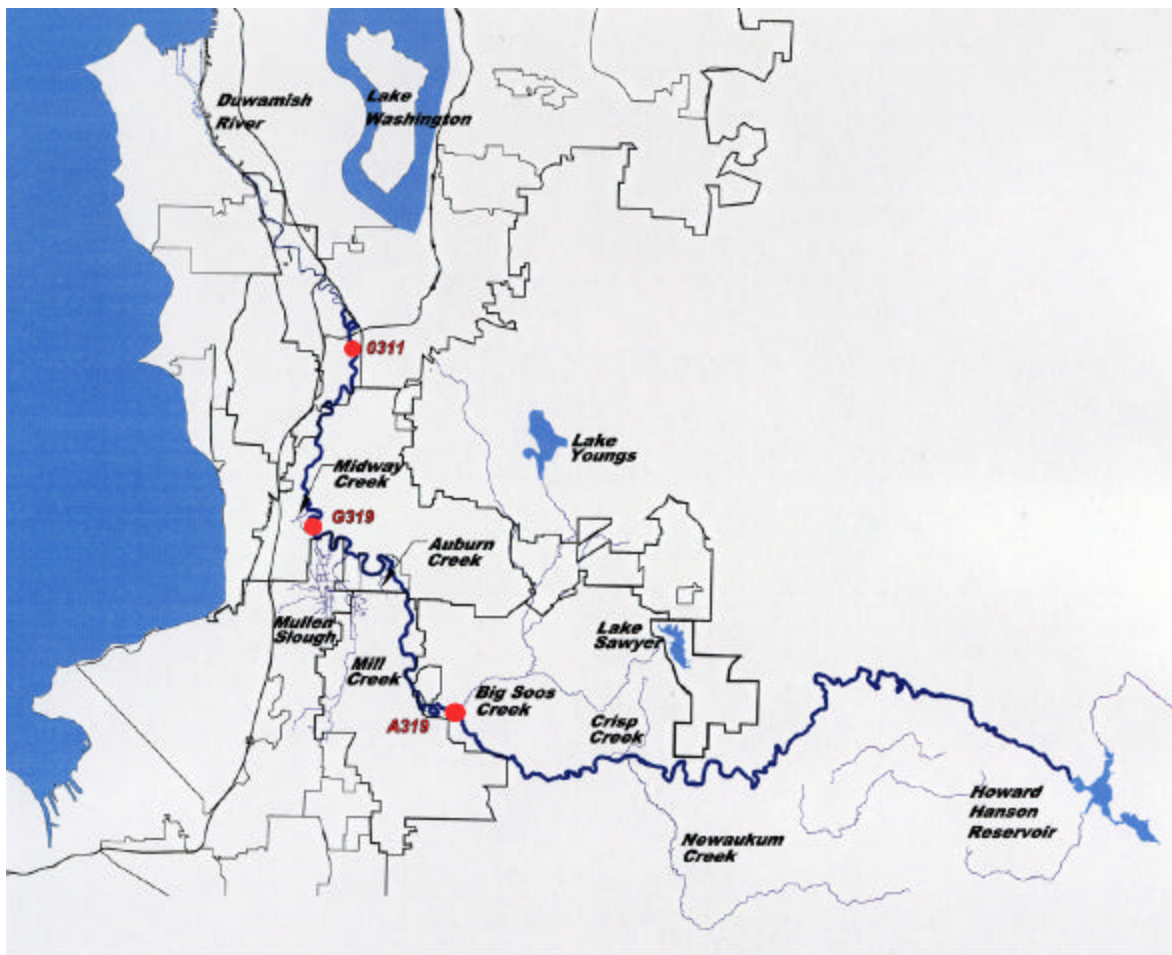 Duwamish
River
Lake
Washington
0311
Lake
Youngs
Midway
Creek
G319
Auburn
Creek
Mullen
Slough
Lake
Sawyer
Mill
Creek
Big Soos
Creek
A319
Crisp
Creek
Howard
Hanson
Reservoir
Newaukum
Creek